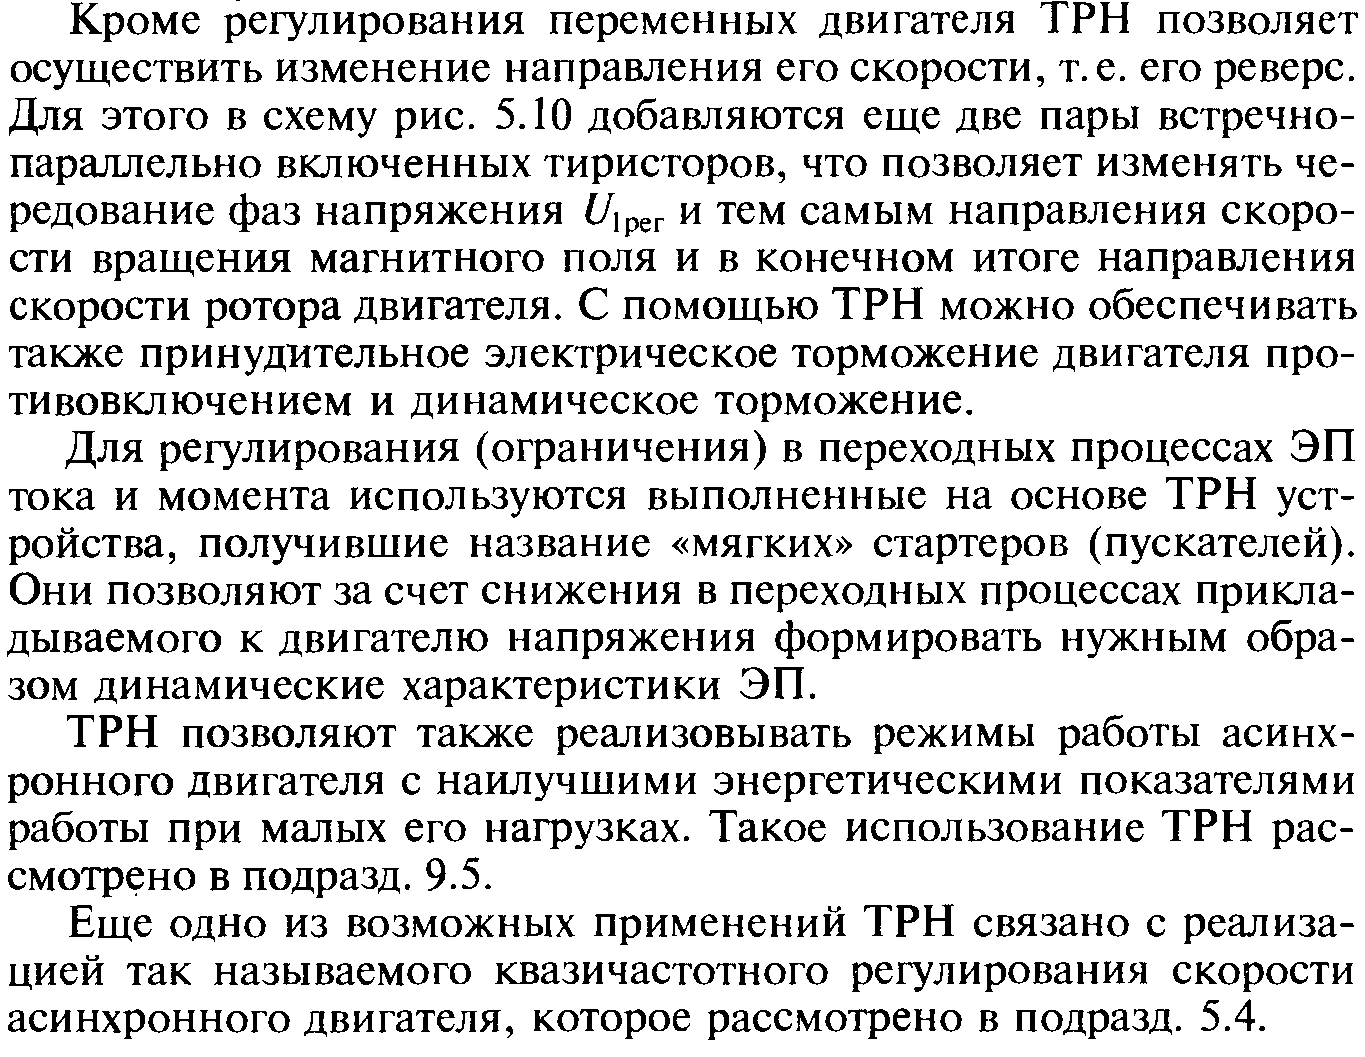 Кроме регулирования переменных двигателя ТРН позволяет
осуществить изменение направления его скорости, т. е. его реверс.
Для этого в схему рис. 5.10 добавляются еще две пары встречно-
параллельно включенных тиристоров, что позволяет изменять че-
редование фаз напряжения U1рег и тем самым направления скоро-
сти вращения магнитного поля и в конечном итоге направления
скорости ротора двигателя. С помощью ТРН можно обеспечивать
также принудительное электрическое торможение двигателя про-
тивовключением и динамическое торможение.
Для регулирования (ограничения) в переходных процессах ЭП
тока и момента используются выполненные на основе ТРН уст-
ройства, получившие название «мягких» стартеров (пускателей).
Они позволяют за счет снижения в переходных процессах прикла-
дываемого к двигателю напряжения формировать нужным обра-
зом динамические характеристики ЭП.
ТРН позволяют также реализовывать режимы работы асинх-
ронного двигателя с наилучшими энергетическими показателями
работы при малых его нагрузках. Такое использование ТРН рас-
смотрено в подразд. 9.5.
Еще одно из возможных применений ТРН связано с реализа-
цией так называемого квазичастотного регулирования скорости
асинхронного двигателя, которое рассмотрено в подразд. 5.4.